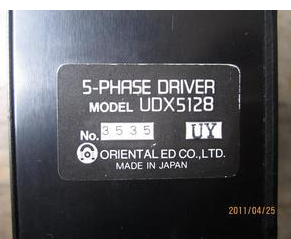 5-PHASE DRIVER
MODEL UDX5128
No. 3535 UY
ORIENTAL ED CO., LTD.
MADE IN JAPAN
2011/04/25